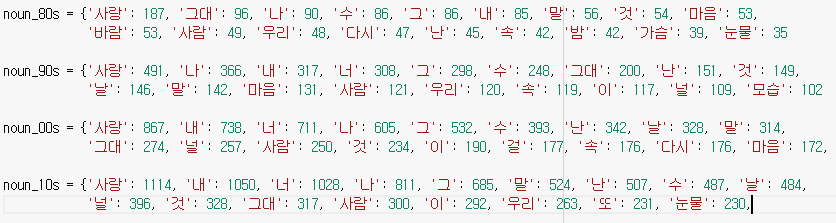 noun_80s = {'사랑': 187, '그대': 96, '나': 90, '수': 86, '그': 86, '내': 85, '말': 56, '것': 54, '마음': 53,
'바람': 53, '사람': 49, '우리': 48, '다시': 47, '난': 45, '속': 42, '밤': 42, '가슴': 39, '눈물': 35
noun_90s = {'사랑': 491, '나': 366, '내': 317, '너': 308, '그': 298, '수': 248, '그대': 200, '난': 151, '것': 149,
'날': 146, '말': 142, '마음': 131, '사람': 121, '우리': 120, '속': 119, '이': 117, '널': 109, '모습': 102
noun_00s = {'사랑': 867, '내': 738, '너': 711, '나': 605, '그': 532, '수': 393, '난': 342, '날': 328, '말': 314,
'그대': 274, '널': 257, '사람': 250, '것': 234, '이': 190, '걸': 177, '속': 176, '다시': 176, '마음': 172,
noun_10s = {'사랑': 1114, '내': 1050, '너': 1028, '나': 811, '그': 685, '말': 524, '난': 507, '수': 487, '날': 484,
'널': 396, '것': 328, '그대': 317, '사람': 300, '이': 292, '우리': 263, '또': 231, '눈물': 230,